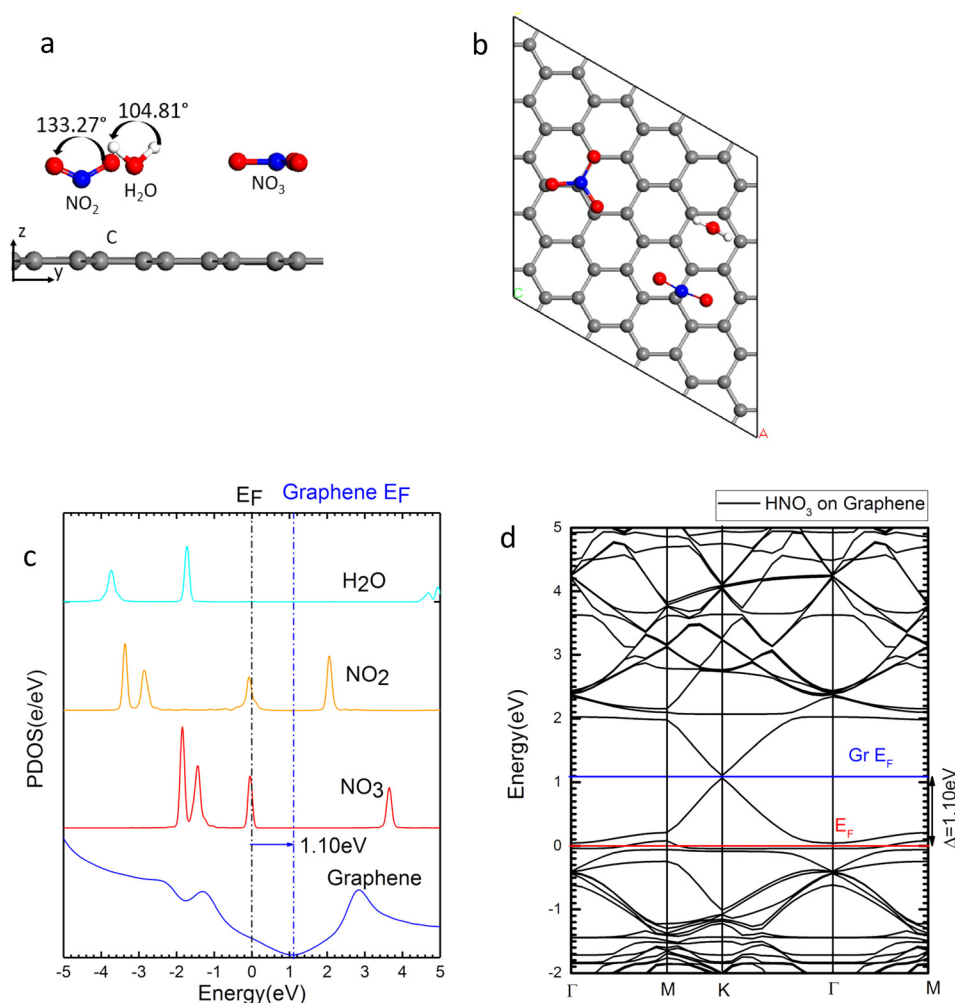 a
104.81°
133.27°
H2O
NO3
NO2
C
z
y
b
C
A
EF
Graphene EF
c
H2O
NO2
NO3
1.10eV
Graphene
PDOS(e/eV)
-5 -4 -3 -2 -1 0 1 2 3 4 5
Energy(eV)
HNO3 on Graphene
d
5
4
3
2
Gr EF
1
EF
0
-1
-2
Energy(eV)
Δ=1.10eV
Γ M K Γ M